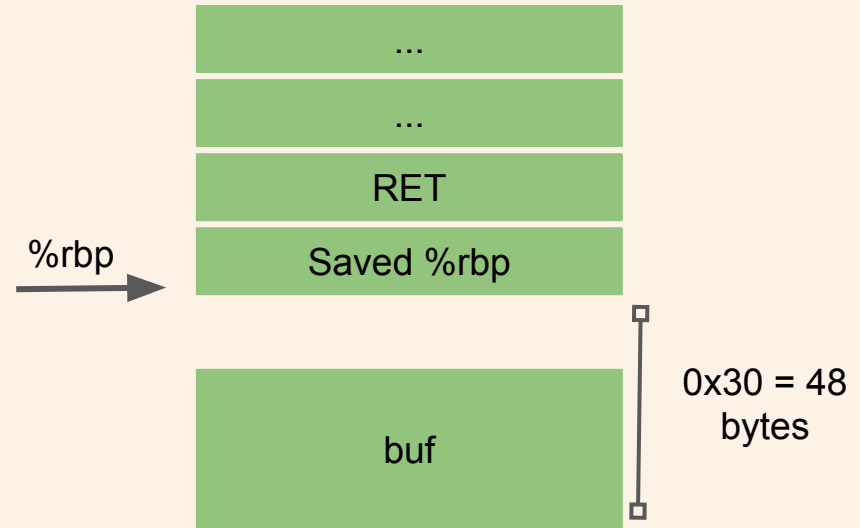 ...
...
RET
%rbp
Saved %rbp
0x30 = 48
bytes
buf